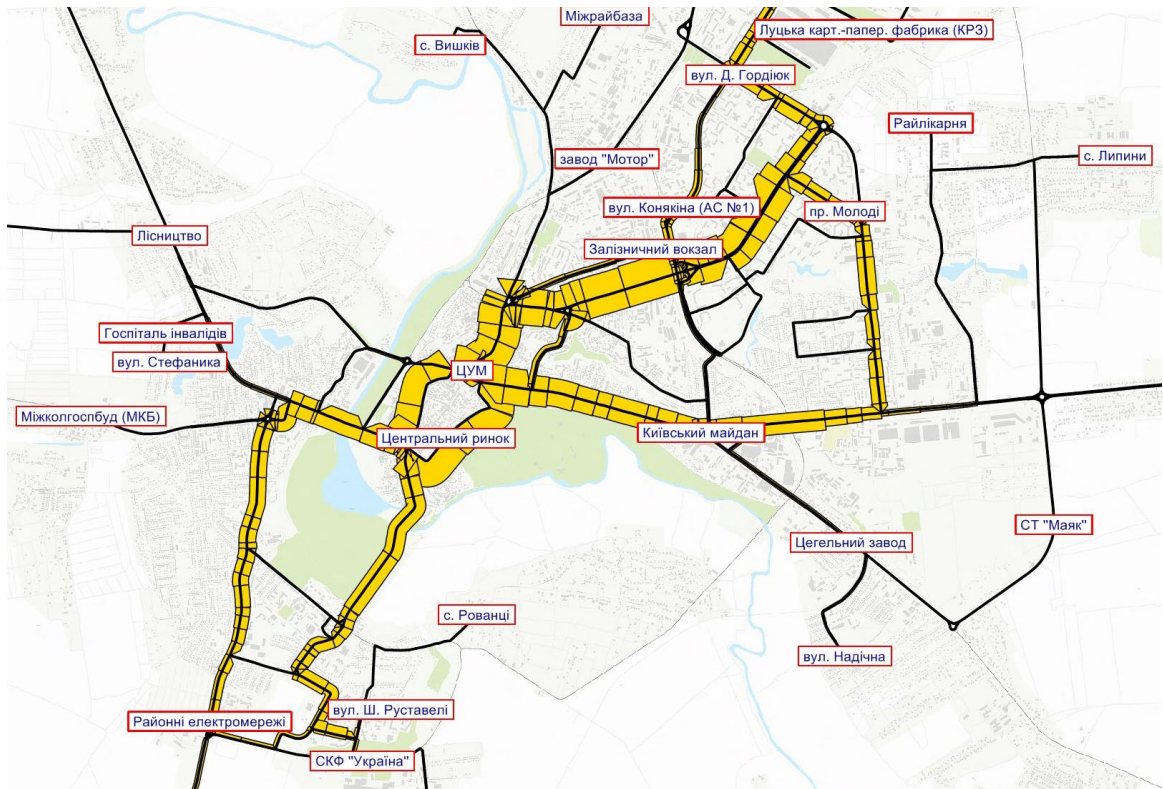 Міжрайбаза
Луцька карт.-папер. фабрика (КРЗ)
с. Вишків
вул. Д. Гордіюк
Райлікарня
завод "Мотор"
с. Липини
вул. Конякіна (АС №1)
пр. Молоді
Лісництво
Залізничний вокзал
Госпіталь інвалідів
вул. Стефаника
ЦУМ
Міжколгоспбуд (МКБ)
Центральний ринок
Київський майдан
СТ "Маяк"
Цегельний завод
с. Рованці
вул. Надічна
вул. Ш. Руставелі
Районні електромережі
СКФ "Україна"